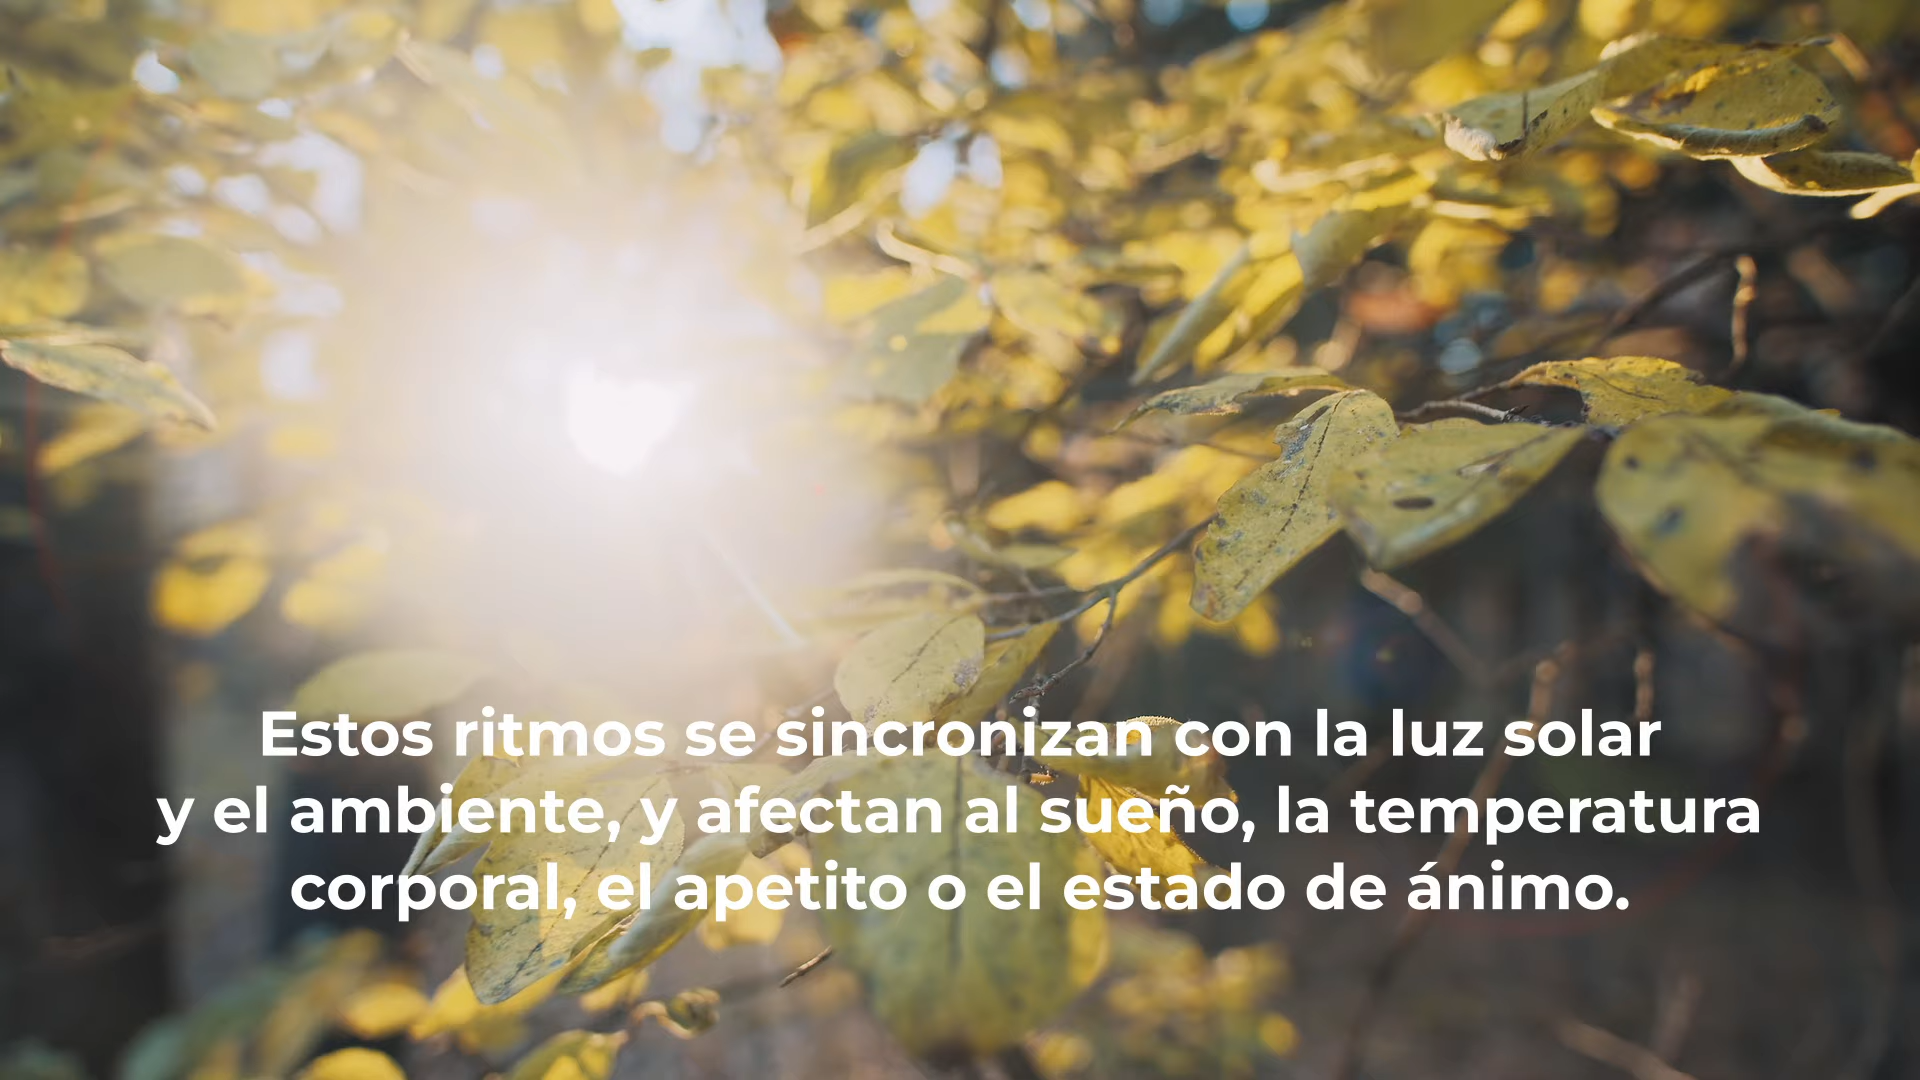 Estos ritmos se sincronizan con la luz solar
y el ambiente, y afectan al sueño, la temperatura
corporal, el apetito o el estado de ánimo.